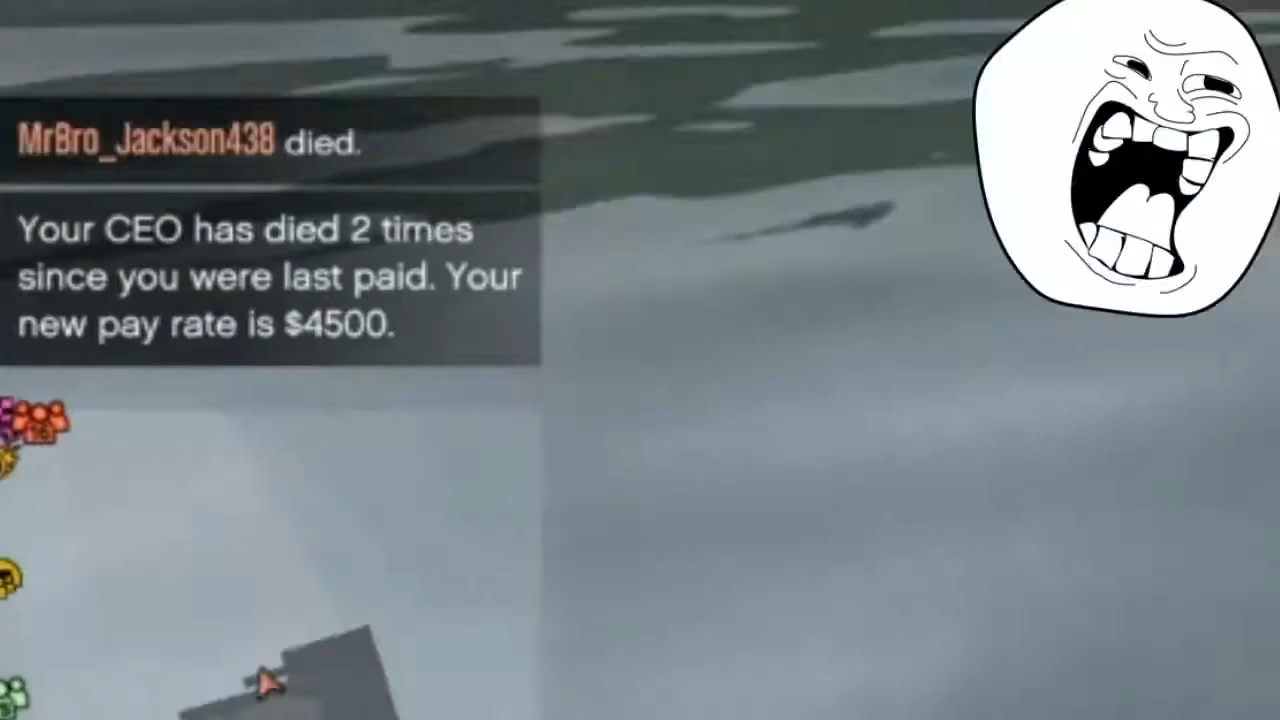 MrBro_Jackson438 died.
Your CEO has died 2 times
since you were last paid. Your
new pay rate is $4500.